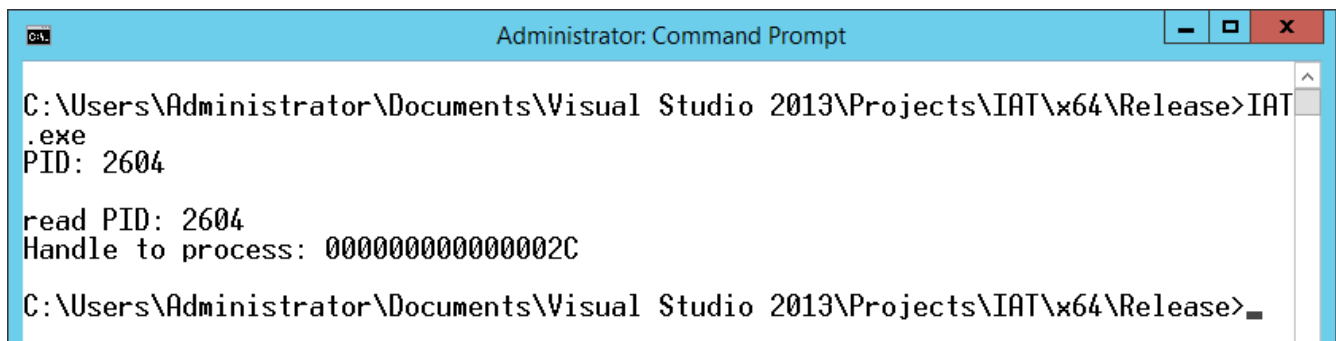 Administrator: Command Prompt
C:\Users\Administrator\Documents\Visual Studio 2013\Projects\IAT\x64\Release>IAT
.exe
PID: 2604
read PID: 2604
Handle to process: 000000000000002C
C:\Users\Administrator\Documents\Visual Studio 2013\Projects\IAT\x64\Release>_